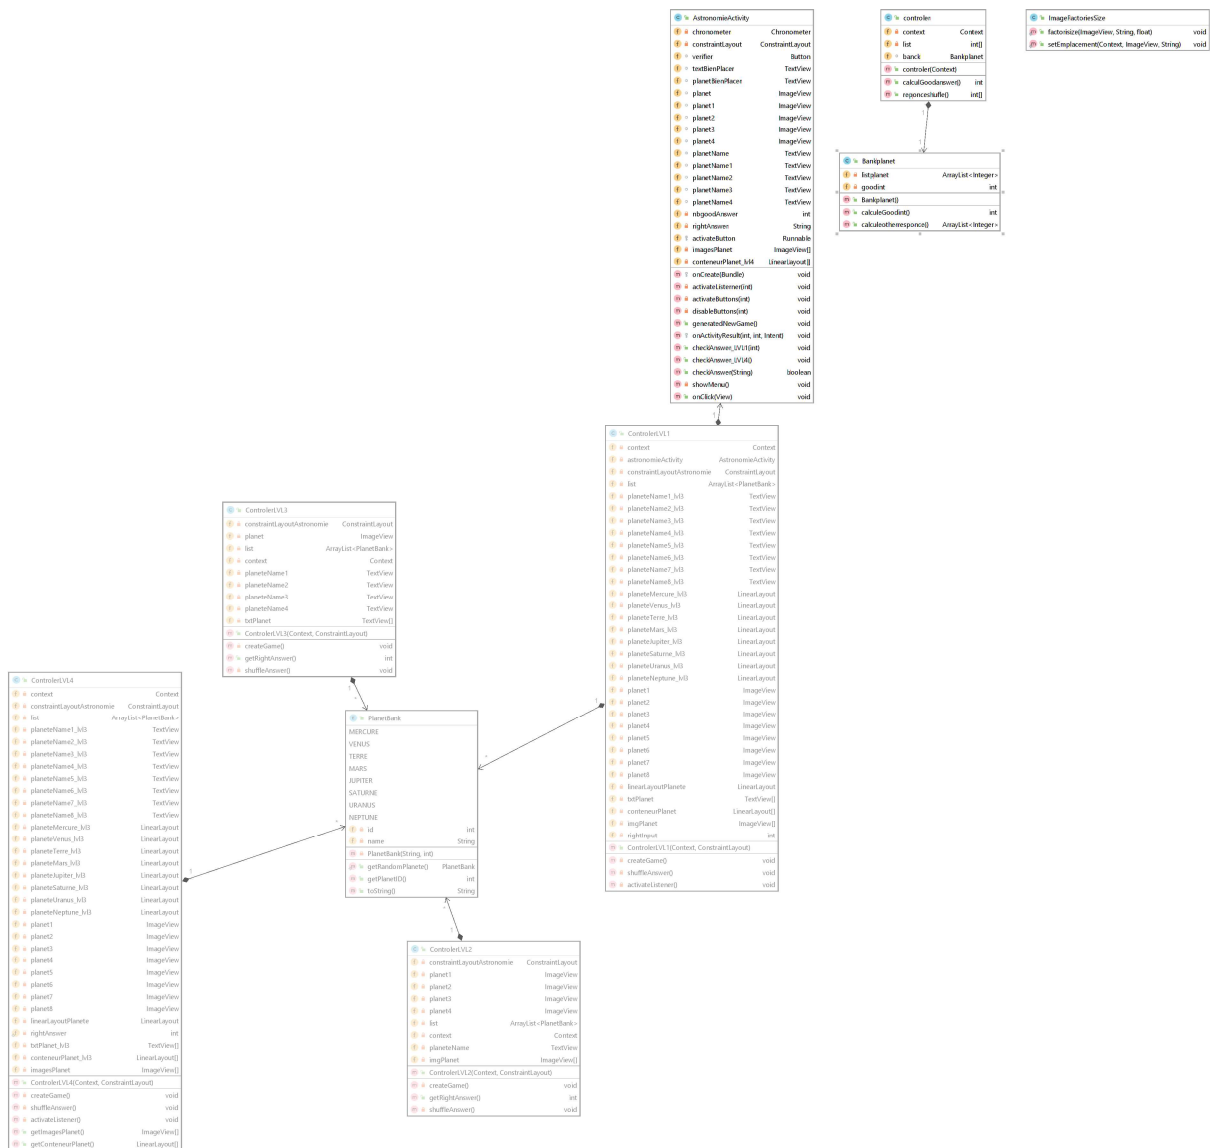 AstronomieActivity
chronometer Chronometer
constraintLayout ConstraintLayout
verifier Button
textBienPlacer TextView
planetBienPlacer TextView
planet ImageView
planet1 ImageView
planet2 ImageView
planet3 ImageView
planet4 ImageView
planetName TextView
planetName1 TextView
planetName2 TextView
planetName3 TextView
planetName4 TextView
nbgoodAnswer int
rightAnswer String
activateButton Runnable
imagesPlanet ImageView[]
conteneurPlanet_lvl4 LinearLayout[]
onCreate(Bundle) void
activateListerner(int) void
activateButtons(int) void
disableButtons(int) void
generatedNewGame() void
onActivityResult(int, int, Intent) void
checkAnswer_LVL1(int) void
checkAnswer_LVL4() void
checkAnswer(String) boolean
showMenu() void
onClick(View) void
controler
context Context
list int[]
banck Bankplanet
controler(Context)
calculGoodanswer() int
reponceshufle() int[]
1
1
Bankplanet
listplanet ArrayList<Integer>
goodint int
Bankplanet()
calculeGoodint() int
calculeotherresponce() ArrayList<Integer>
ImageFactoriesSize
factorisize(ImageView, String, float) void
setEmplacement(Context, ImageView, String) void
1
1
ControlerLVL1
context Context
astronomieActivity AstronomieActivity
constraintLayoutAstronomie ConstraintLayout
list ArrayList<PlanetBank>
planeteName1_lvl3 TextView
planeteName2_lvl3 TextView
planeteName3_lvl3 TextView
planeteName4_lvl3 TextView
planeteName5_lvl3 TextView
planeteName6_lvl3 TextView
planeteName7_lvl3 TextView
planeteName8_lvl3 TextView
planeteMercure_lvl3 LinearLayout
planeteVenus_lvl3 LinearLayout
planeteTerre_lvl3 LinearLayout
planeteMars_lvl3 LinearLayout
planeteJupiter_lvl3 LinearLayout
planeteSaturne_lvl3 LinearLayout
planeteUranus_lvl3 LinearLayout
planeteNeptune_lvl3 LinearLayout
planet1 ImageView
planet2 ImageView
planet3 ImageView
planet4 ImageView
planet5 ImageView
planet6 ImageView
planet7 ImageView
planet8 ImageView
linearLayoutPlanete LinearLayout
txtPlanet TextView[]
conteneurPlanet LinearLayout[]
imgPlanet ImageView[]
rightInput int
ControlerLVL1(Context, ConstraintLayout)
createGame() void
shuffleAnswer() void
activateListener() void
ControlerLVL3
constraintLayoutAstronomie ConstraintLayout
planet ImageView
list ArrayList<PlanetBank>
context Context
planeteName1 TextView
planeteName2 TextView
planeteName3 TextView
planeteName4 TextView
txtPlanet TextView[]
ControlerLVL3(Context, ConstraintLayout)
createGame() void
getRightAnswer() int
shuffleAnswer() void
1
*
PlanetBank
MERCURE
VENUS
TERRE
MARS
JUPITER
SATURNE
URANUS
NEPTUNE
id int
name String
PlanetBank(String, int)
getRandomPlanete() PlanetBank
getPlanetID() int
toString() String
1
*
1
*
*
1
ControlerLVL4
context Context
constraintLayoutAstronomie ConstraintLayout
list ArrayList<PlanetBank>
planeteName1_lvl3 TextView
planeteName2_lvl3 TextView
planeteName3_lvl3 TextView
planeteName4_lvl3 TextView
planeteName5_lvl3 TextView
planeteName6_lvl3 TextView
planeteName7_lvl3 TextView
planeteName8_lvl3 TextView
planeteMercure_lvl3 LinearLayout
planeteVenus_lvl3 LinearLayout
planeteTerre_lvl3 LinearLayout
planeteMars_lvl3 LinearLayout
planeteJupiter_lvl3 LinearLayout
planeteSaturne_lvl3 LinearLayout
planeteUranus_lvl3 LinearLayout
planeteNeptune_lvl3 LinearLayout
planet1 ImageView
planet2 ImageView
planet3 ImageView
planet4 ImageView
planet5 ImageView
planet6 ImageView
planet7 ImageView
planet8 ImageView
linearLayoutPlanete LinearLayout
rightAnswer int
txtPlanet_lvl3 TextView[]
conteneurPlanet_lvl3 LinearLayout[]
imagesPlanet ImageView[]
ControlerLVL4(Context, ConstraintLayout)
createGame() void
shuffleAnswer() void
activateListener() void
getImagesPlanet() ImageView[]
getConteneurPlanet() LinearLayout[]
ControlerLVL2
constraintLayoutAstronomie ConstraintLayout
planet1 ImageView
planet2 ImageView
planet3 ImageView
planet4 ImageView
list ArrayList<PlanetBank>
context Context
planeteName TextView
imgPlanet ImageView[]
ControlerLVL2(Context, ConstraintLayout)
createGame() void
getRightAnswer() int
shuffleAnswer() void